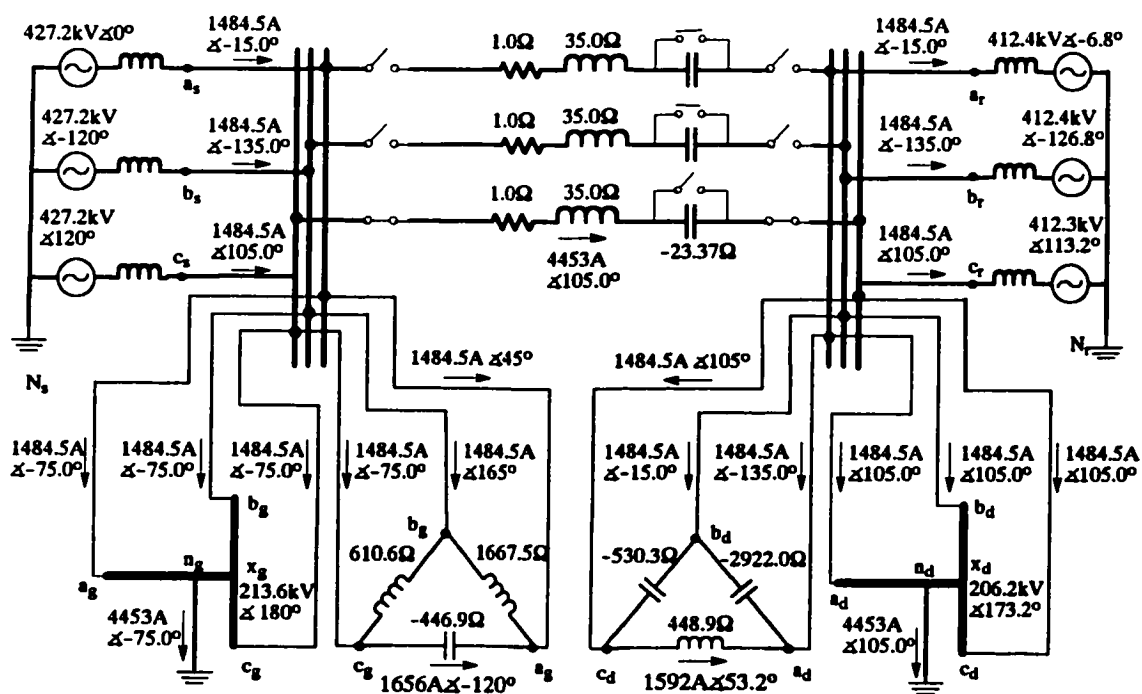 427.2kV∡0°
1484.5A
∡-15.0°
1.0Ω
35.0Ω
1484.5A
∡-15.0°
412.4kV∡-6.8°
a_s
a_r
427.2kV
∡-120°
1484.5A
∡-135.0°
1.0Ω
35.0Ω
1484.5A
∡-135.0°
412.4kV
∡-126.8°
b_s
b_r
427.2kV
∡120°
1484.5A
∡105.0°
1.0Ω
35.0Ω
-23.37Ω
4453A
∡105.0°
1484.5A
∡105.0°
412.3kV
∡113.2°
c_s
c_r
N_s
N_r
1484.5A ∡45°
1484.5A ∡105°
1484.5A
∡-75.0°
1484.5A
∡-75.0°
1484.5A
∡-75.0°
1484.5A
∡-75.0°
1484.5A
∡165°
1484.5A
∡-15.0°
1484.5A
∡-135.0°
1484.5A
∡105.0°
1484.5A
∡105.0°
1484.5A
∡105.0°
b_g
n_g
x_g
a_g
213.6kV
∡180°
4453A
∡-75.0°
c_g
b_g
610.6Ω
1667.5Ω
-446.9Ω
c_g
a_g
1656A∡-120°
b_d
-530.3Ω
-2922.0Ω
448.9Ω
c_d
a_d
1592A∡53.2°
b_d
n_d
x_d
a_d
206.2kV
∡173.2°
4453A
∡105.0°
c_d